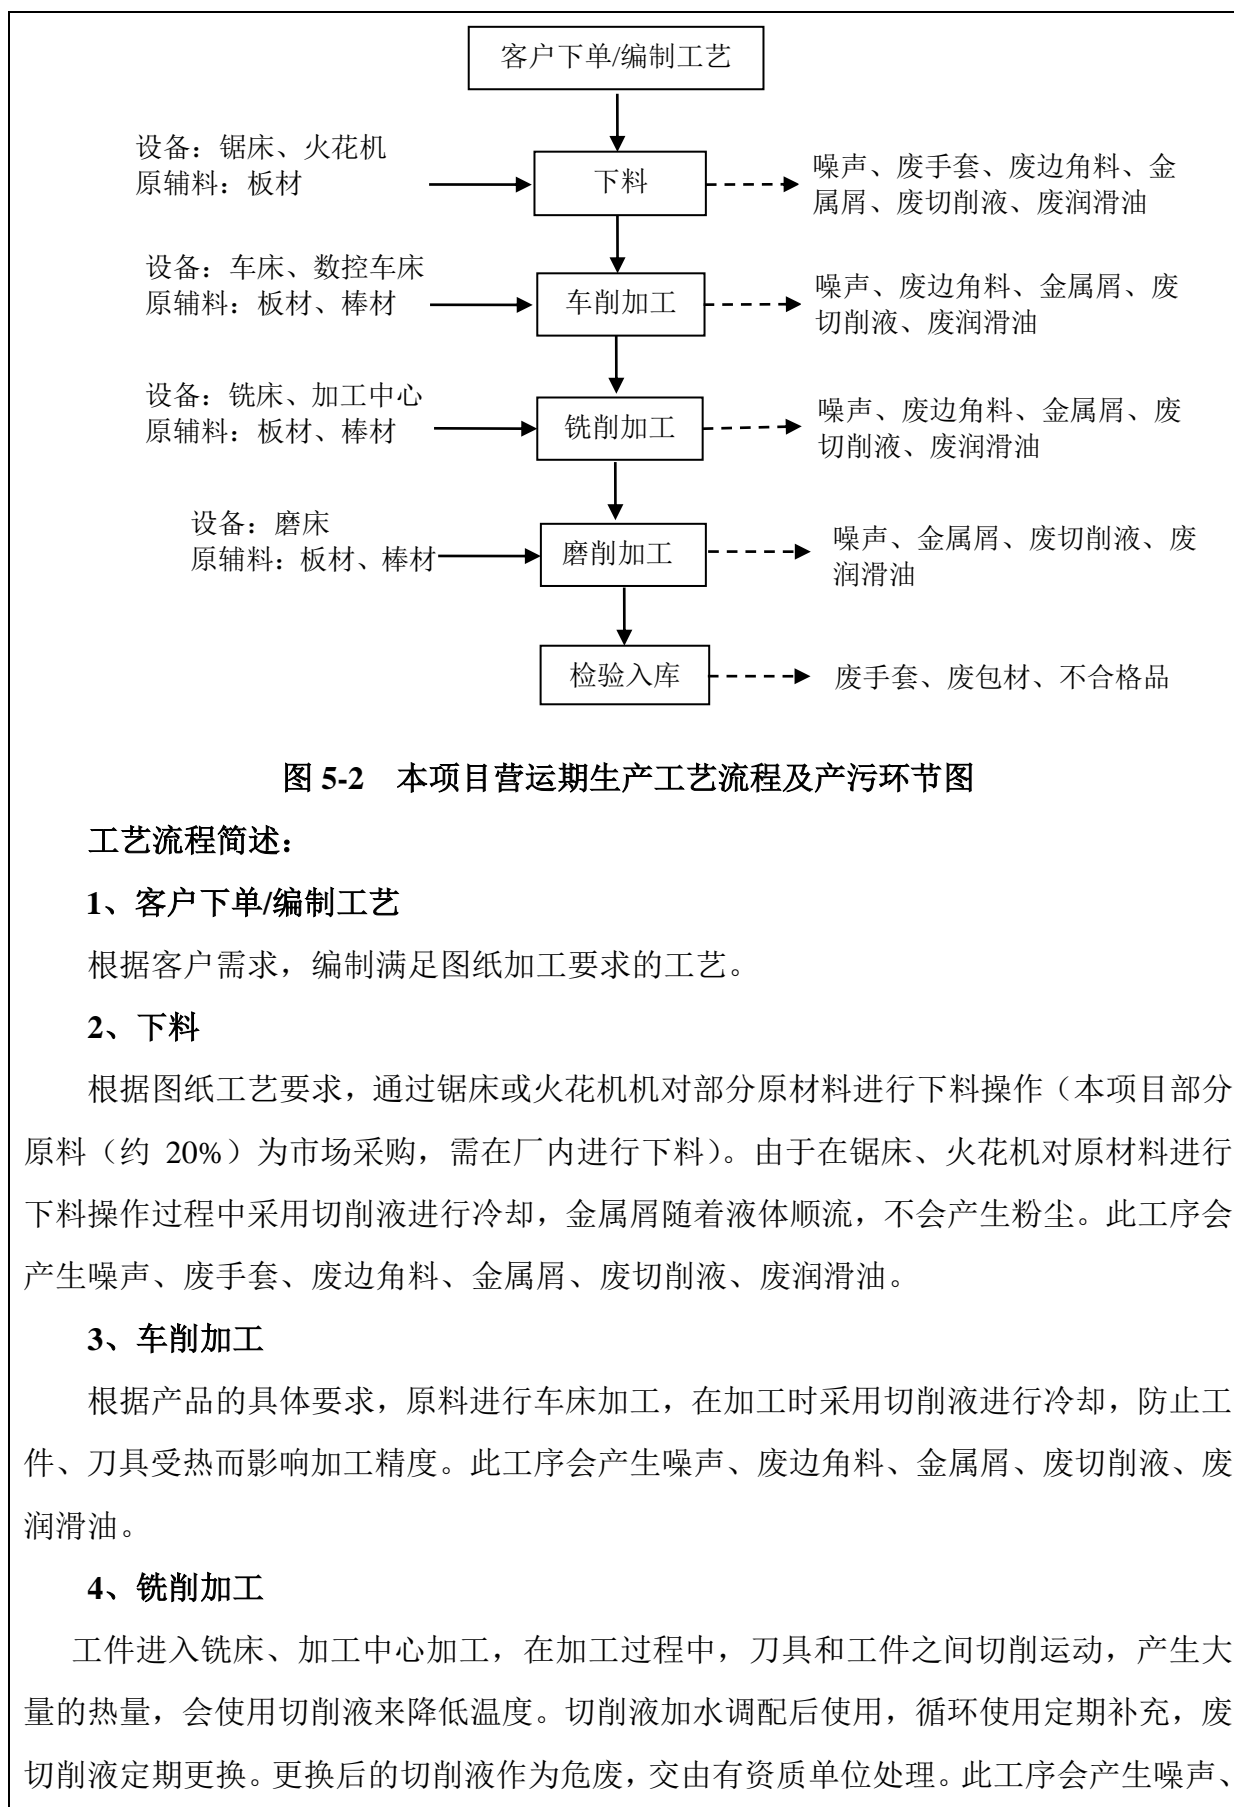 客户下单/编制工艺
设备：锯床、火花机
原辅料：板材
下料
噪声、废手套、废边角料、金
属屑、废切削液、废润滑油
设备：车床、数控车床
原辅料：板材、棒材
车削加工
噪声、废边角料、金属屑、废
切削液、废润滑油
设备：铣床、加工中心
原辅料：板材、棒材
铣削加工
噪声、废边角料、金属屑、废
切削液、废润滑油
设备：磨床
原辅料：板材、棒材
磨削加工
噪声、金属屑、废切削液、废
润滑油
检验入库
废手套、废包材、不合格品
图 5-2 本项目营运期生产工艺流程及产污环节图
工艺流程简述：
1、客户下单/编制工艺
根据客户需求，编制满足图纸加工要求的工艺。
2、下料
根据图纸工艺要求，通过锯床或火花机机对部分原材料进行下料操作（本项目部分
原料（约 20%）为市场采购，需在厂内进行下料）。由于在锯床、火花机对原材料进行
下料操作过程中采用切削液进行冷却，金属屑随着液体顺流，不会产生粉尘。此工序会
产生噪声、废手套、废边角料、金属屑、废切削液、废润滑油。
3、车削加工
根据产品的具体要求，原料进行车床加工，在加工时采用切削液进行冷却，防止工
件、刀具受热而影响加工精度。此工序会产生噪声、废边角料、金属屑、废切削液、废
润滑油。
4、铣削加工
工件进入铣床、加工中心加工，在加工过程中，刀具和工件之间切削运动，产生大
量的热量，会使用切削液来降低温度。切削液加水调配后使用，循环使用定期补充，废
切削液定期更换。更换后的切削液作为危废，交由有资质单位处理。此工序会产生噪声、